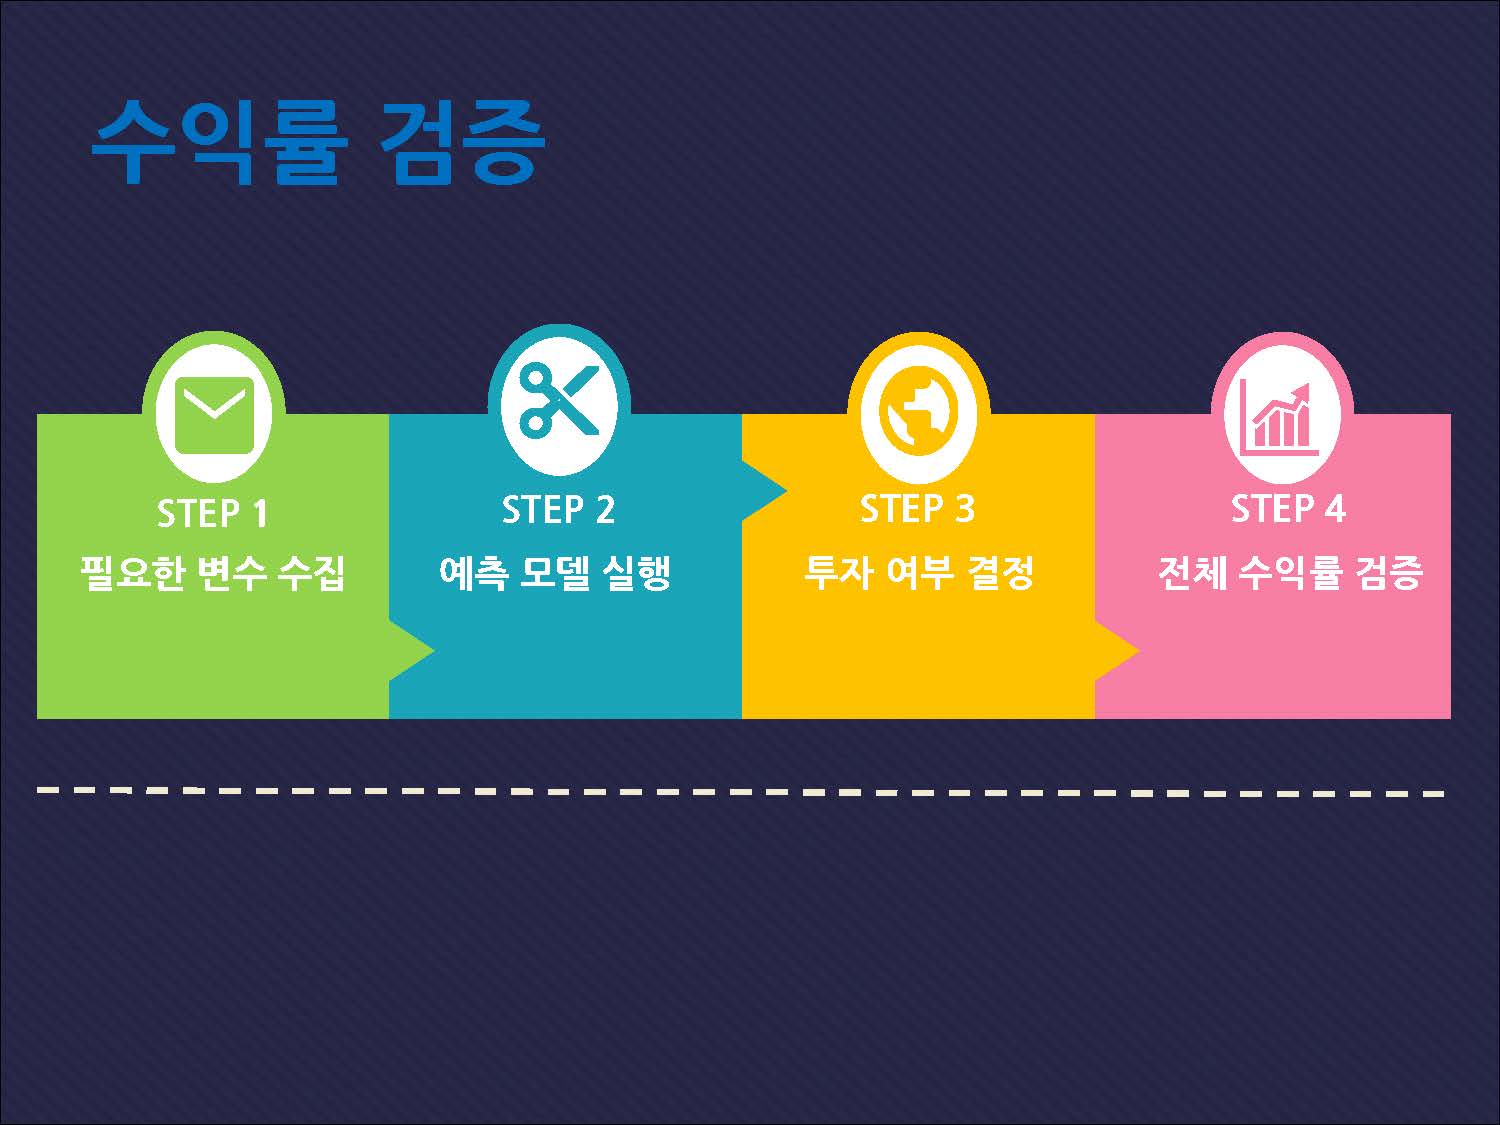 수익률 검증
STEP 1
필요한 변수 수집
STEP 2
예측 모델 실행
STEP 3
투자 여부 결정
STEP 4
전체 수익률 검증